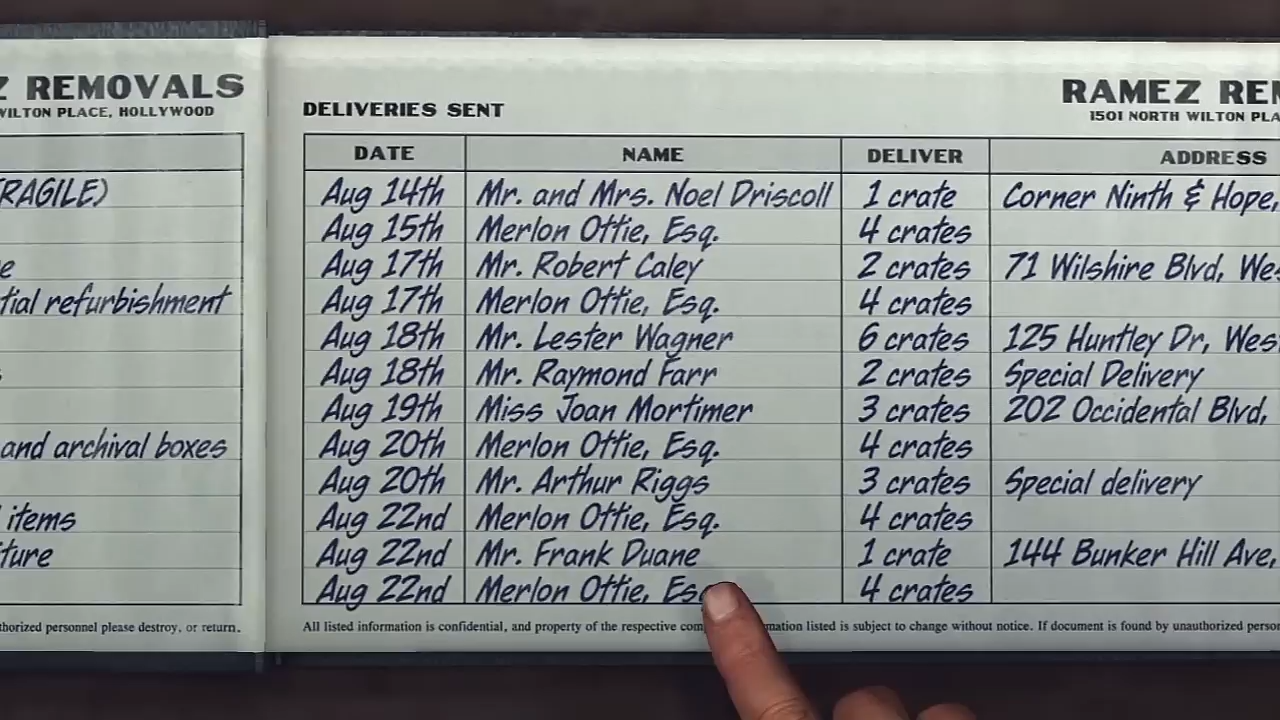 Z REMOVALS
WILTON PLACE, HOLLYWOOD
RAGILE)
e
tial refurbishment
s
and archival boxes
items
ture
horized personnel please destroy, or return.
RAMEZ REM
1501 NORTH WILTON PLA
DELIVERIES SENT
DATE NAME DELIVER ADDRESS
Aug 14th Mr. and Mrs. Noel Driscoll 1 crate Corner Ninth & Hope,
Aug 15th Merlon Ottie, Esq. 4 crates
Aug 17th Mr. Robert Caley 2 crates 71 Wilshire Blvd, Wes
Aug 17th Merlon Ottie, Esq. 4 crates
Aug 18th Mr. Lester Wagner 6 crates 125 Huntley Dr, Wes
Aug 18th Mr. Raymond Farr 2 crates Special Delivery
Aug 19th Miss Joan Mortimer 3 crates 202 Occidental Blvd,
Aug 20th Merlon Ottie, Esq. 4 crates
Aug 20th Mr. Arthur Riggs 3 crates Special delivery
Aug 22nd Merlon Ottie, Esq. 4 crates
Aug 22nd Mr. Frank Duane 1 crate 144 Bunker Hill Ave,
Aug 22nd Merlon Ottie, Es 4 crates
All listed information is confidential, and property of the respective com mation listed is subject to change without notice. If document is found by unauthorized person